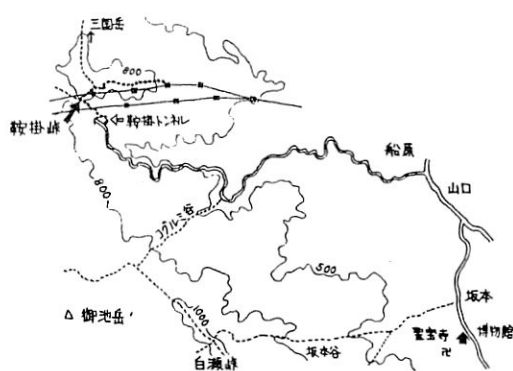 三国岳
800
鞍掛峠
鞍掛トンネル
船原
800
山口
コグルミ谷
500
坂本
△ 御池岳
1000
聖宝寺
卍
博物館
坂本谷
白瀬峠